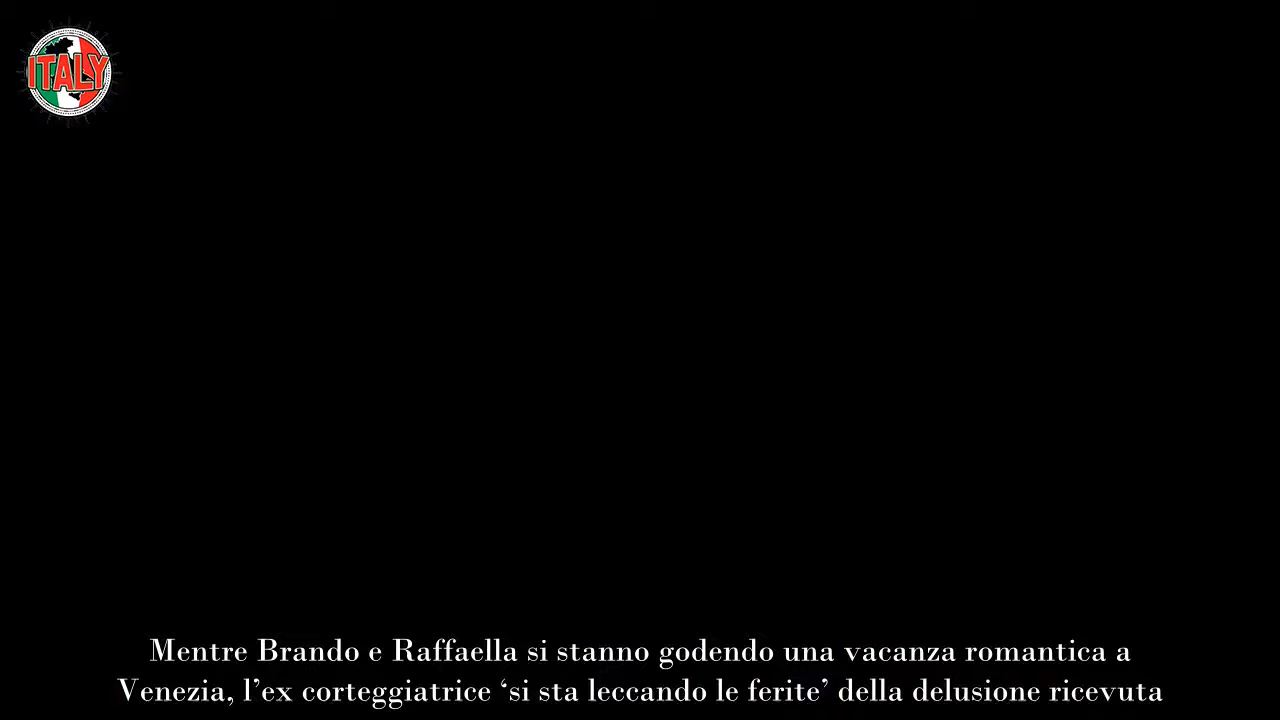 ITALY
Mentre Brando e Raffaella si stanno godendo una vacanza romantica a
Venezia, l’ex corteggiatrice ‘si sta leccando le ferite’ della delusione ricevuta